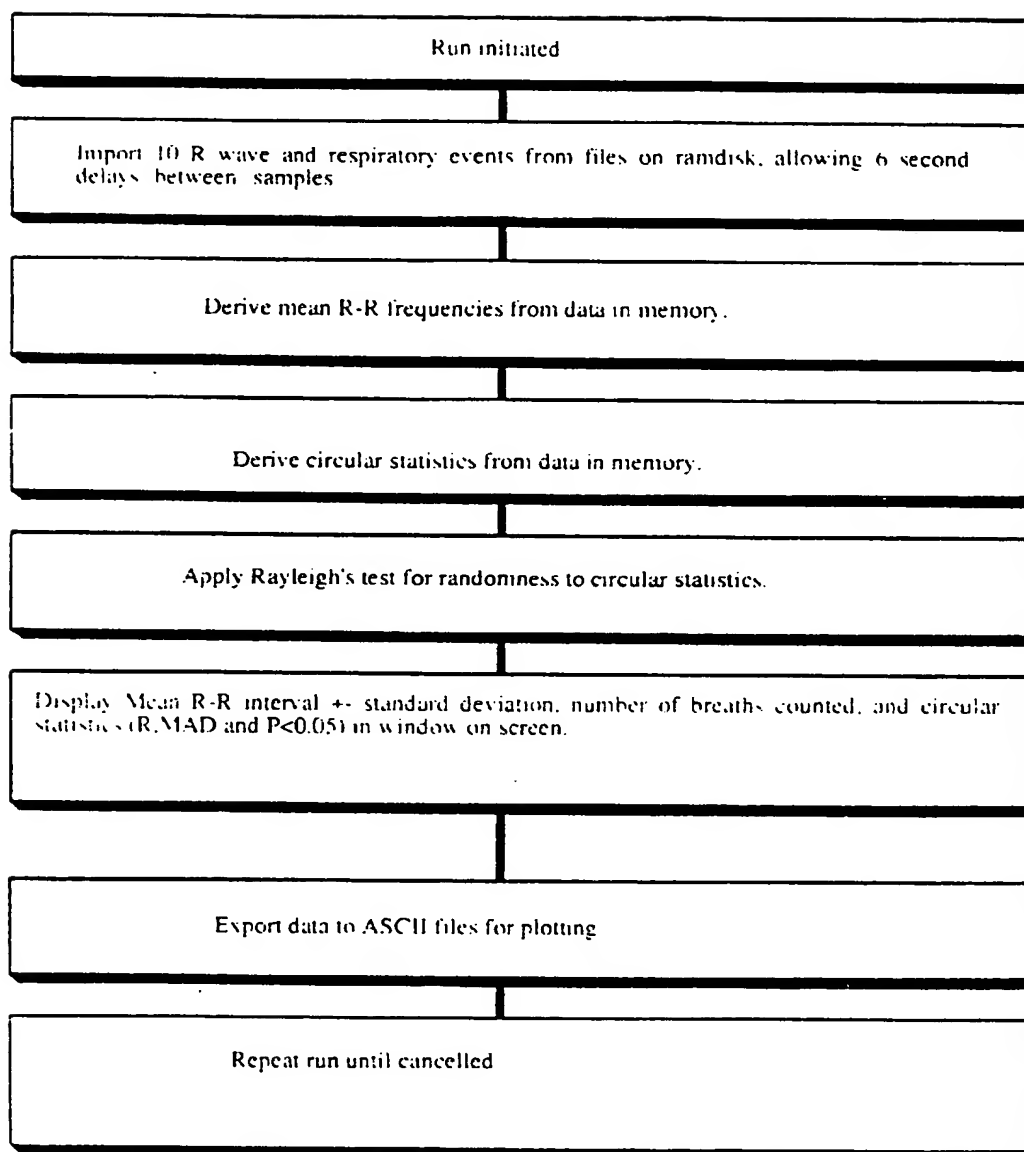 Run initiated
Import 10 R wave and respiratory events from files on ramdisk, allowing 6 second
delays between samples
Derive mean R-R frequencies from data in memory.
Derive circular statistics from data in memory.
Apply Rayleigh's test for randomness to circular statistics.
Display Mean R-R interval +- standard deviation, number of breaths counted, and circular
statistics (R,MAD and P<0.05) in window on screen.
Export data to ASCII files for plotting
Repeat run until cancelled